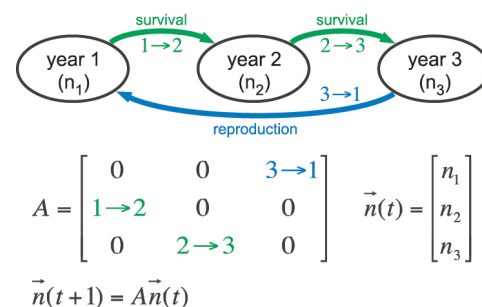 survival survival
1→2 2→3
year 1 year 2 year 3
(n₁) (n₂) (n₃)
3→1
reproduction
0 0 3→1 n₁
A = 1→2 0 0 n⃗(t) = n₂
0 2→3 0 n₃
n⃗(t+1) = An⃗(t)